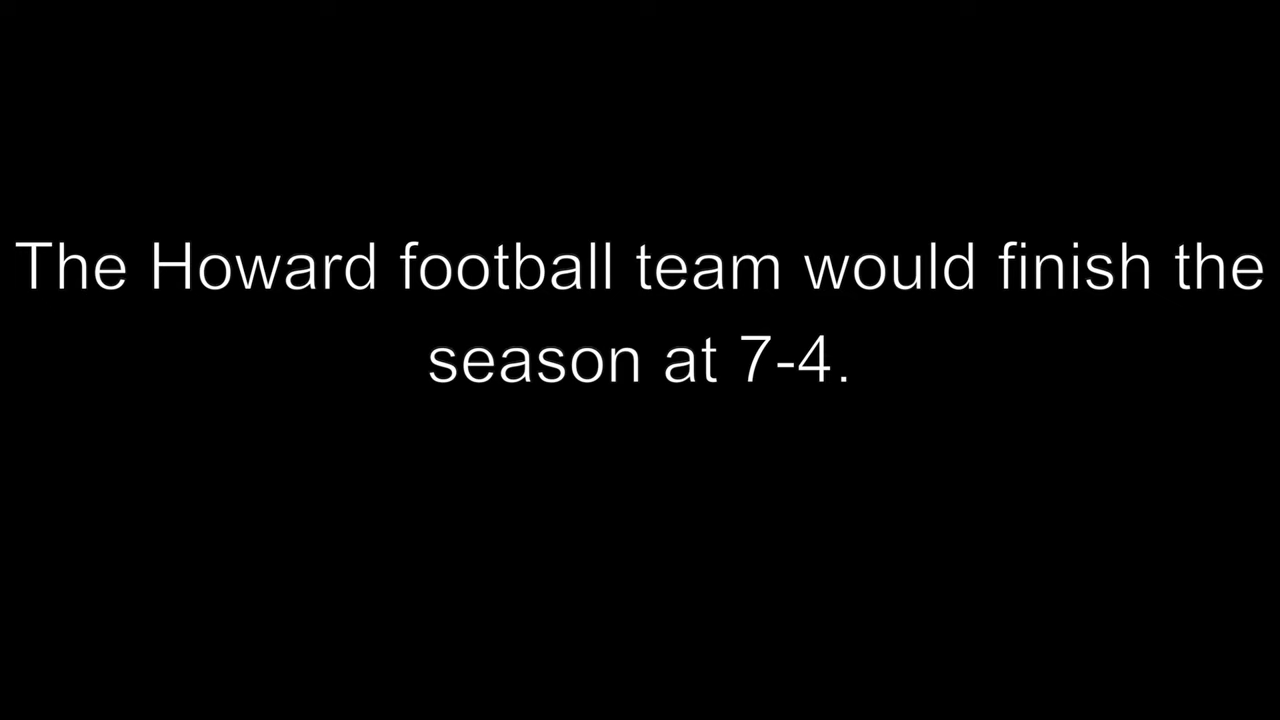 The Howard football team would finish the
season at 7-4.